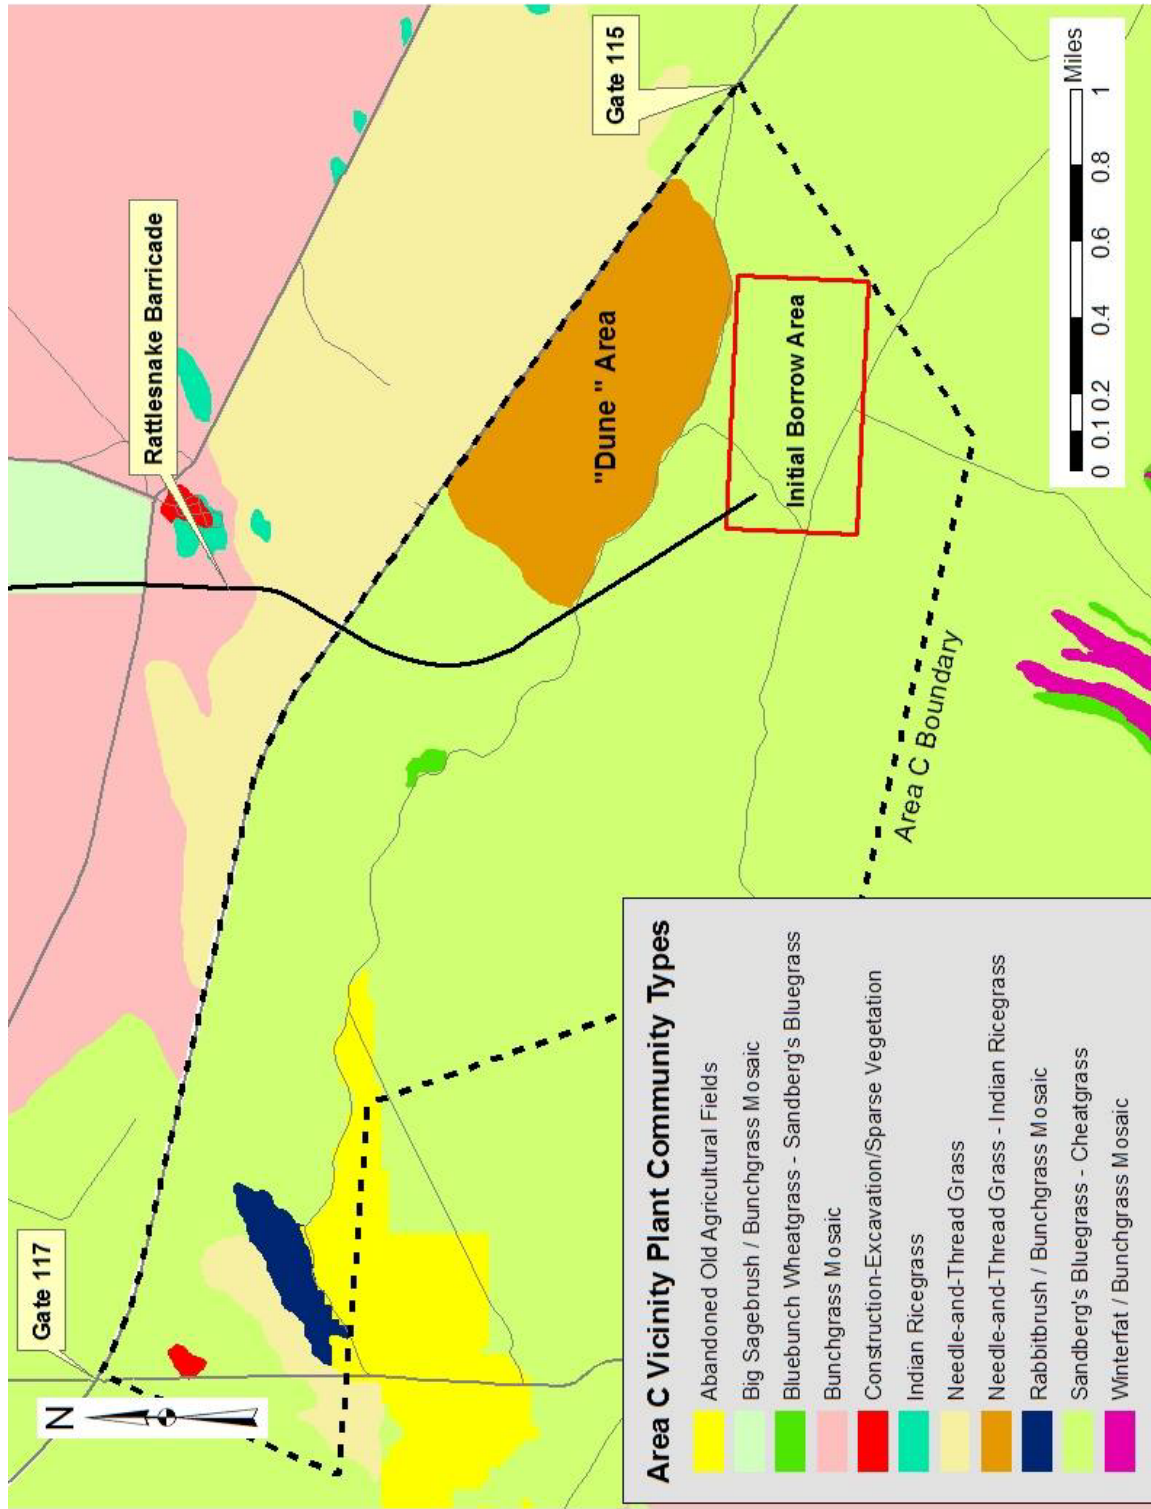 Gate 117
N
Rattlesnake Barricade
Gate 115
"Dune " Area
Initial Borrow Area
Area C Boundary
Area C Vicinity Plant Community Types
Abandoned Old Agricultural Fields
Big Sagebrush / Bunchgrass Mosaic
Bluebunch Wheatgrass - Sandberg's Bluegrass
Bunchgrass Mosaic
Construction-Excavation/Sparse Vegetation
Indian Ricegrass
Needle-and-Thread Grass
Needle-and-Thread Grass - Indian Ricegrass
Rabbitbrush / Bunchgrass Mosaic
Sandberg's Bluegrass - Cheatgrass
Winterfat / Bunchgrass Mosaic
Miles
0 0.1 0.2 0.4 0.6 0.8 1